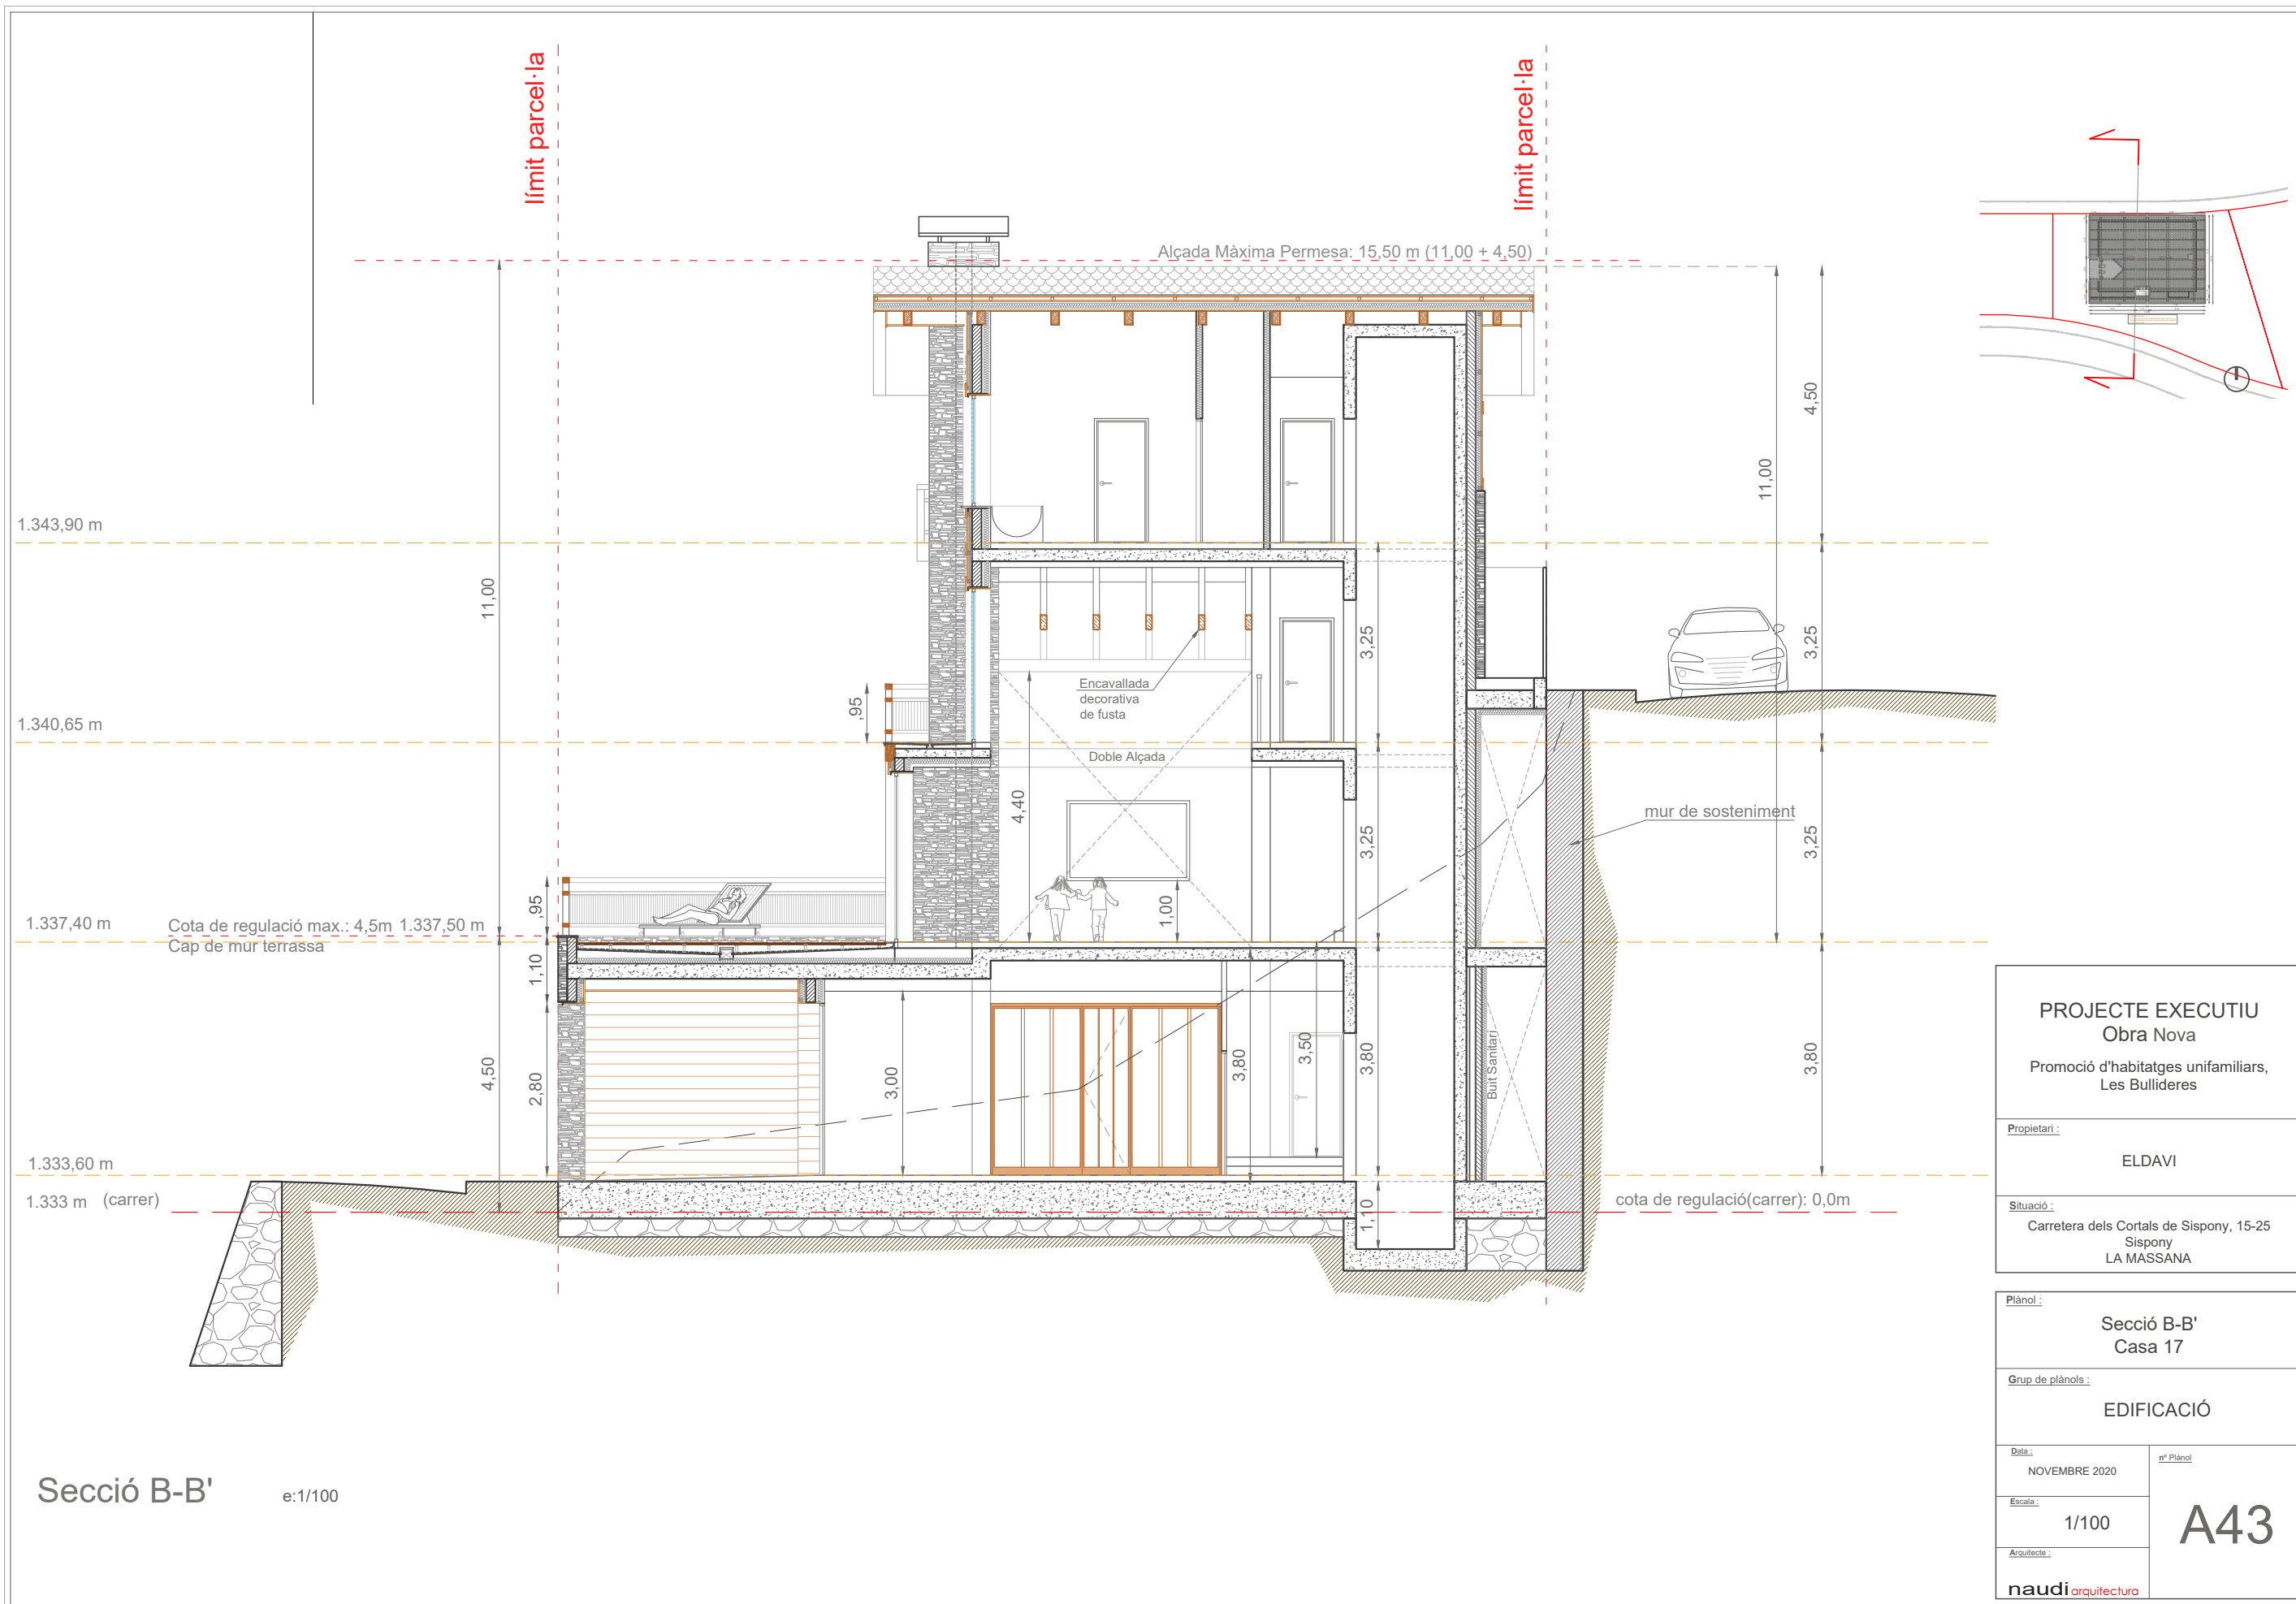 límit parcel·la
límit parcel·la
Alçada Màxima Permesa: 15,50 m (11,00 + 4,50)
4,50
11,00
1.343,90 m
11,00
3,25
3,25
Encavallada
decorativa
de fusta
,95
1.340,65 m
Doble Alçada
4,40
mur de sosteniment
3,25
3,25
1.337,40 m
Cota de regulació max.: 4,5m 1.337,50 m
Cap de mur terrassa
,95
1,00
1,10
4,50
2,80
3,00
3,80
3,50
3,80
Buit Sanitari
3,80
1.333,60 m
1.333 m (carrer)
cota de regulació(carrer): 0,0m
1,10
Secció B-B'
e:1/100
PROJECTE EXECUTIU
Obra Nova
Promoció d'habitatges unifamiliars,
Les Bullideres
Propietari :
ELDAVI
Situació :
Carretera dels Cortals de Sispony, 15-25
Sispony
LA MASSANA
Plànol :
Secció B-B'
Casa 17
Grup de plànols :
EDIFICACIÓ
Data :
NOVEMBRE 2020
nº Plànol
A43
Escala :
1/100
Arquitecte :
naudi arquitectura